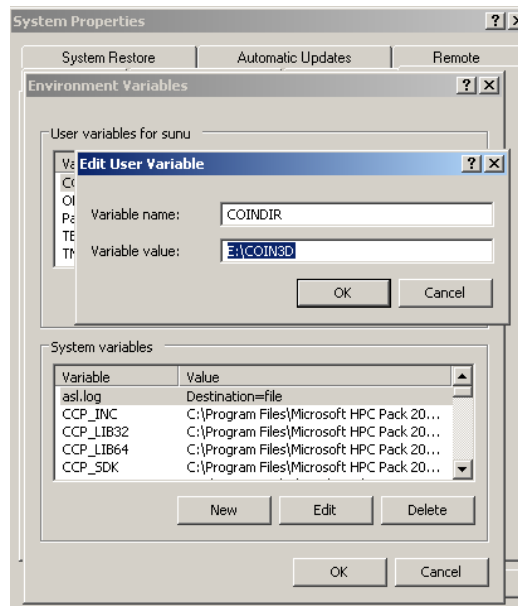 System Properties
System Restore
Automatic Updates
Remote
Environment Variables
User variables for sunu
Edit User Variable
Variable name:
COINDIR
Variable value:
E:\COIN3D
OK
Cancel
System variables
Variable Value
asl.log Destination=file
CCP_INC C:\Program Files\Microsoft HPC Pack 20...
CCP_LIB32 C:\Program Files\Microsoft HPC Pack 20...
CCP_LIB64 C:\Program Files\Microsoft HPC Pack 20...
CCP_SDK C:\Program Files\Microsoft HPC Pack 20...
New
Edit
Delete
OK
Cancel